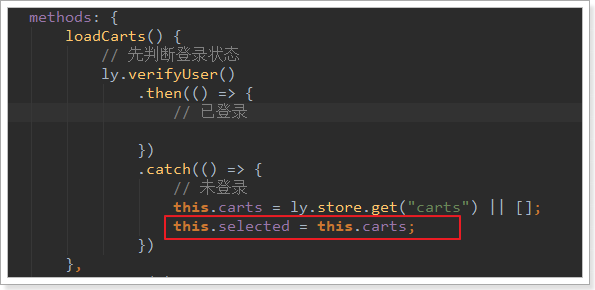 methods: {
loadCarts() {
// 先判断登录状态
ly.verifyUser()
.then(() => {
// 已登录
})
.catch(() => {
// 未登录
this.carts = ly.store.get("carts") || [];
this.selected = this.carts;
})
},